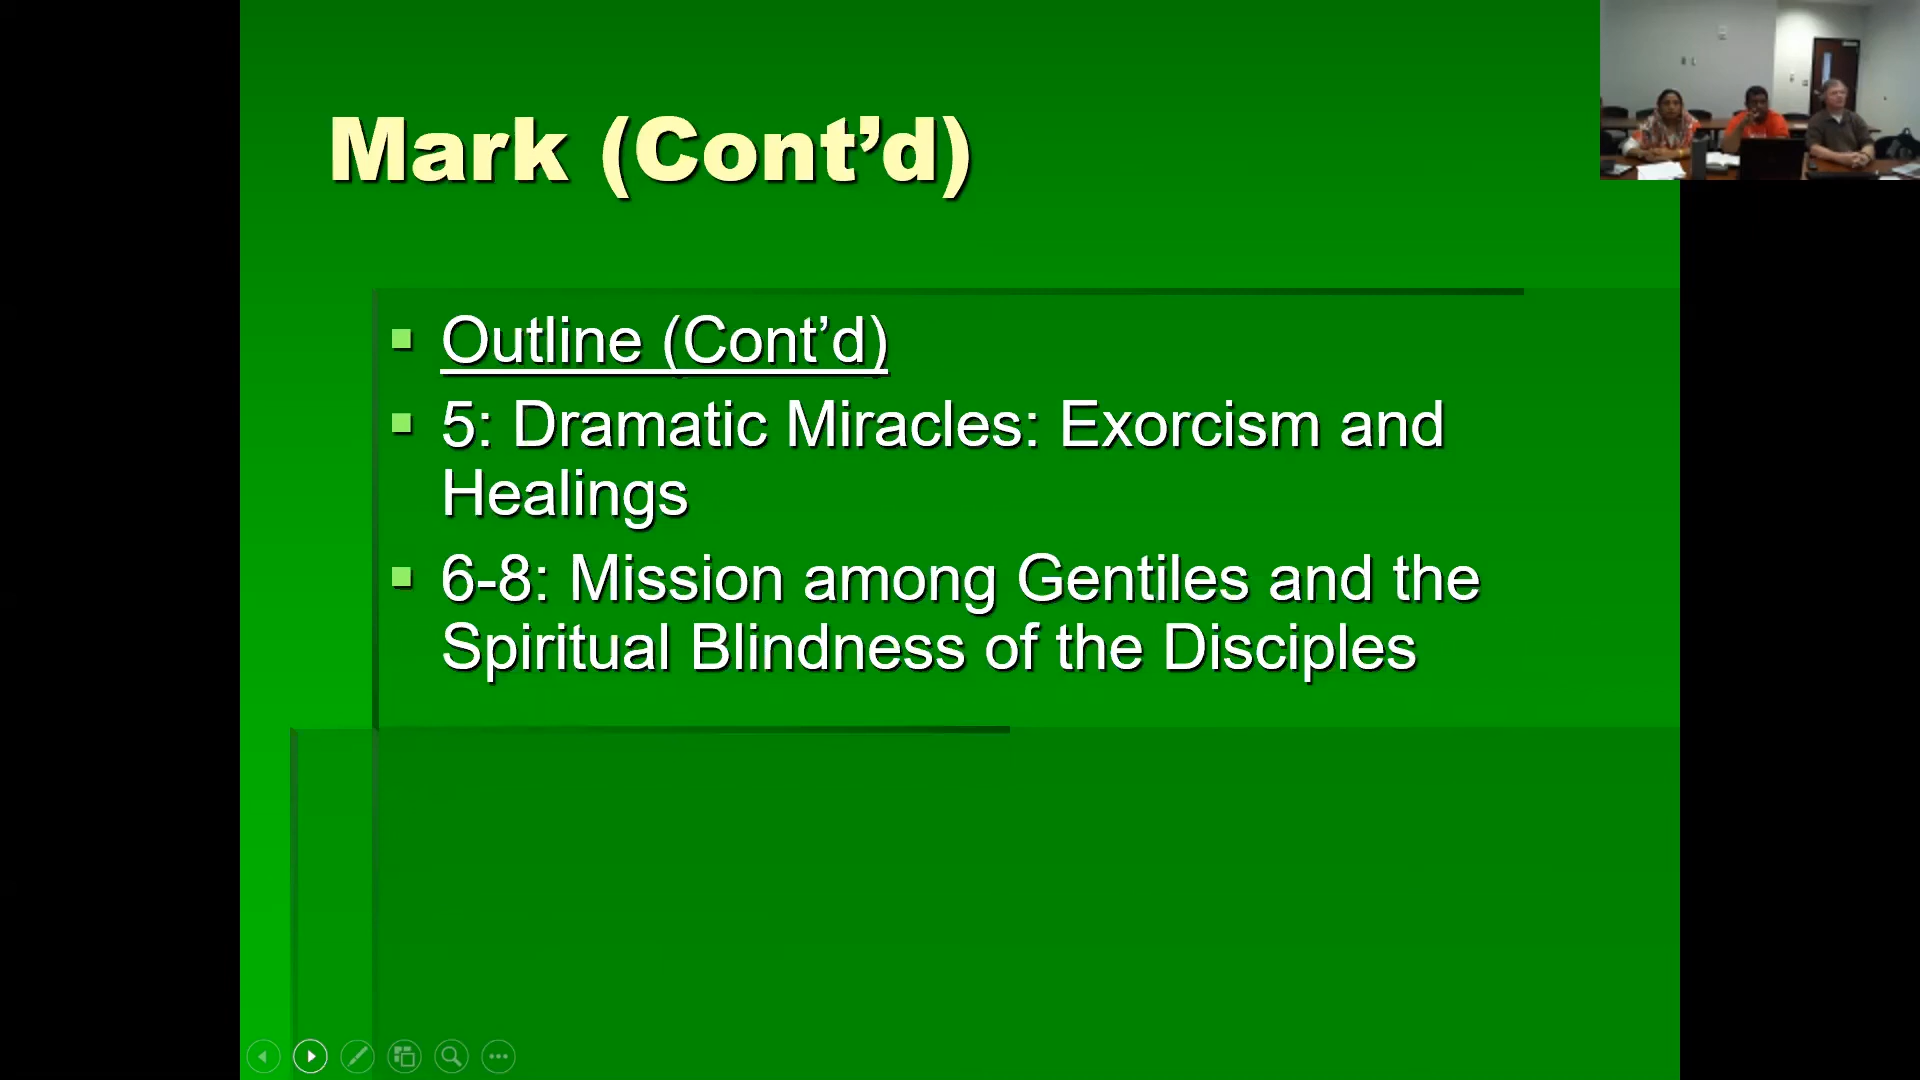 Mark (Cont’d)
Outline (Cont’d)
5: Dramatic Miracles: Exorcism and
Healings
6-8: Mission among Gentiles and the
Spiritual Blindness of the Disciples